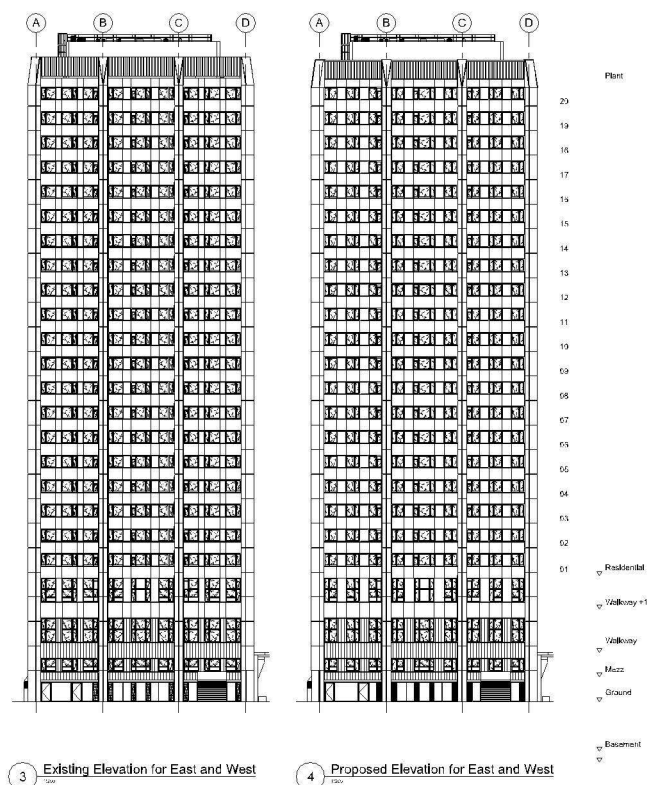 A B C D
A B C D
Plant
20
19
18
17
16
15
14
13
12
11
10
09
08
07
06
05
04
03
02
01
Residential
Walkway +1
Walkway
Mezz
Ground
Basement
3 Existing Elevation for East and West
4 Proposed Elevation for East and West